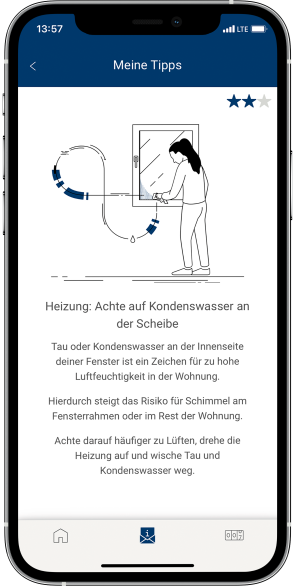 13:57
LTE
Meine Tipps
Heizung: Achte auf Kondenswasser an
der Scheibe
Tau oder Kondenswasser an der Innenseite
deiner Fenster ist ein Zeichen für zu hohe
Luftfeuchtigkeit in der Wohnung.
Hierdurch steigt das Risiko für Schimmel am
Fensterrahmen oder im Rest der Wohnung.
Achte darauf häufiger zu Lüften, drehe die
Heizung auf und wische Tau und
Kondenswasser weg.